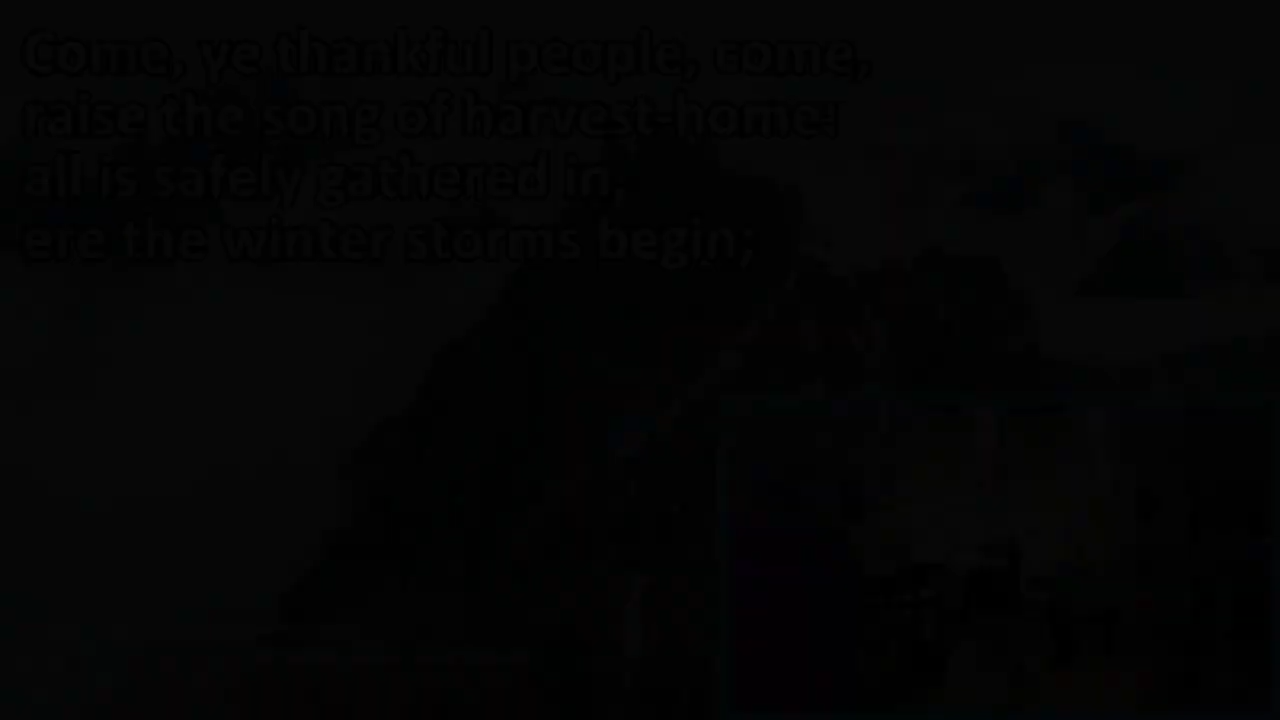 Come, ye thankful people, come,
raise the song of harvest-home:
all is safely gathered in,
ere the winter storms begin;